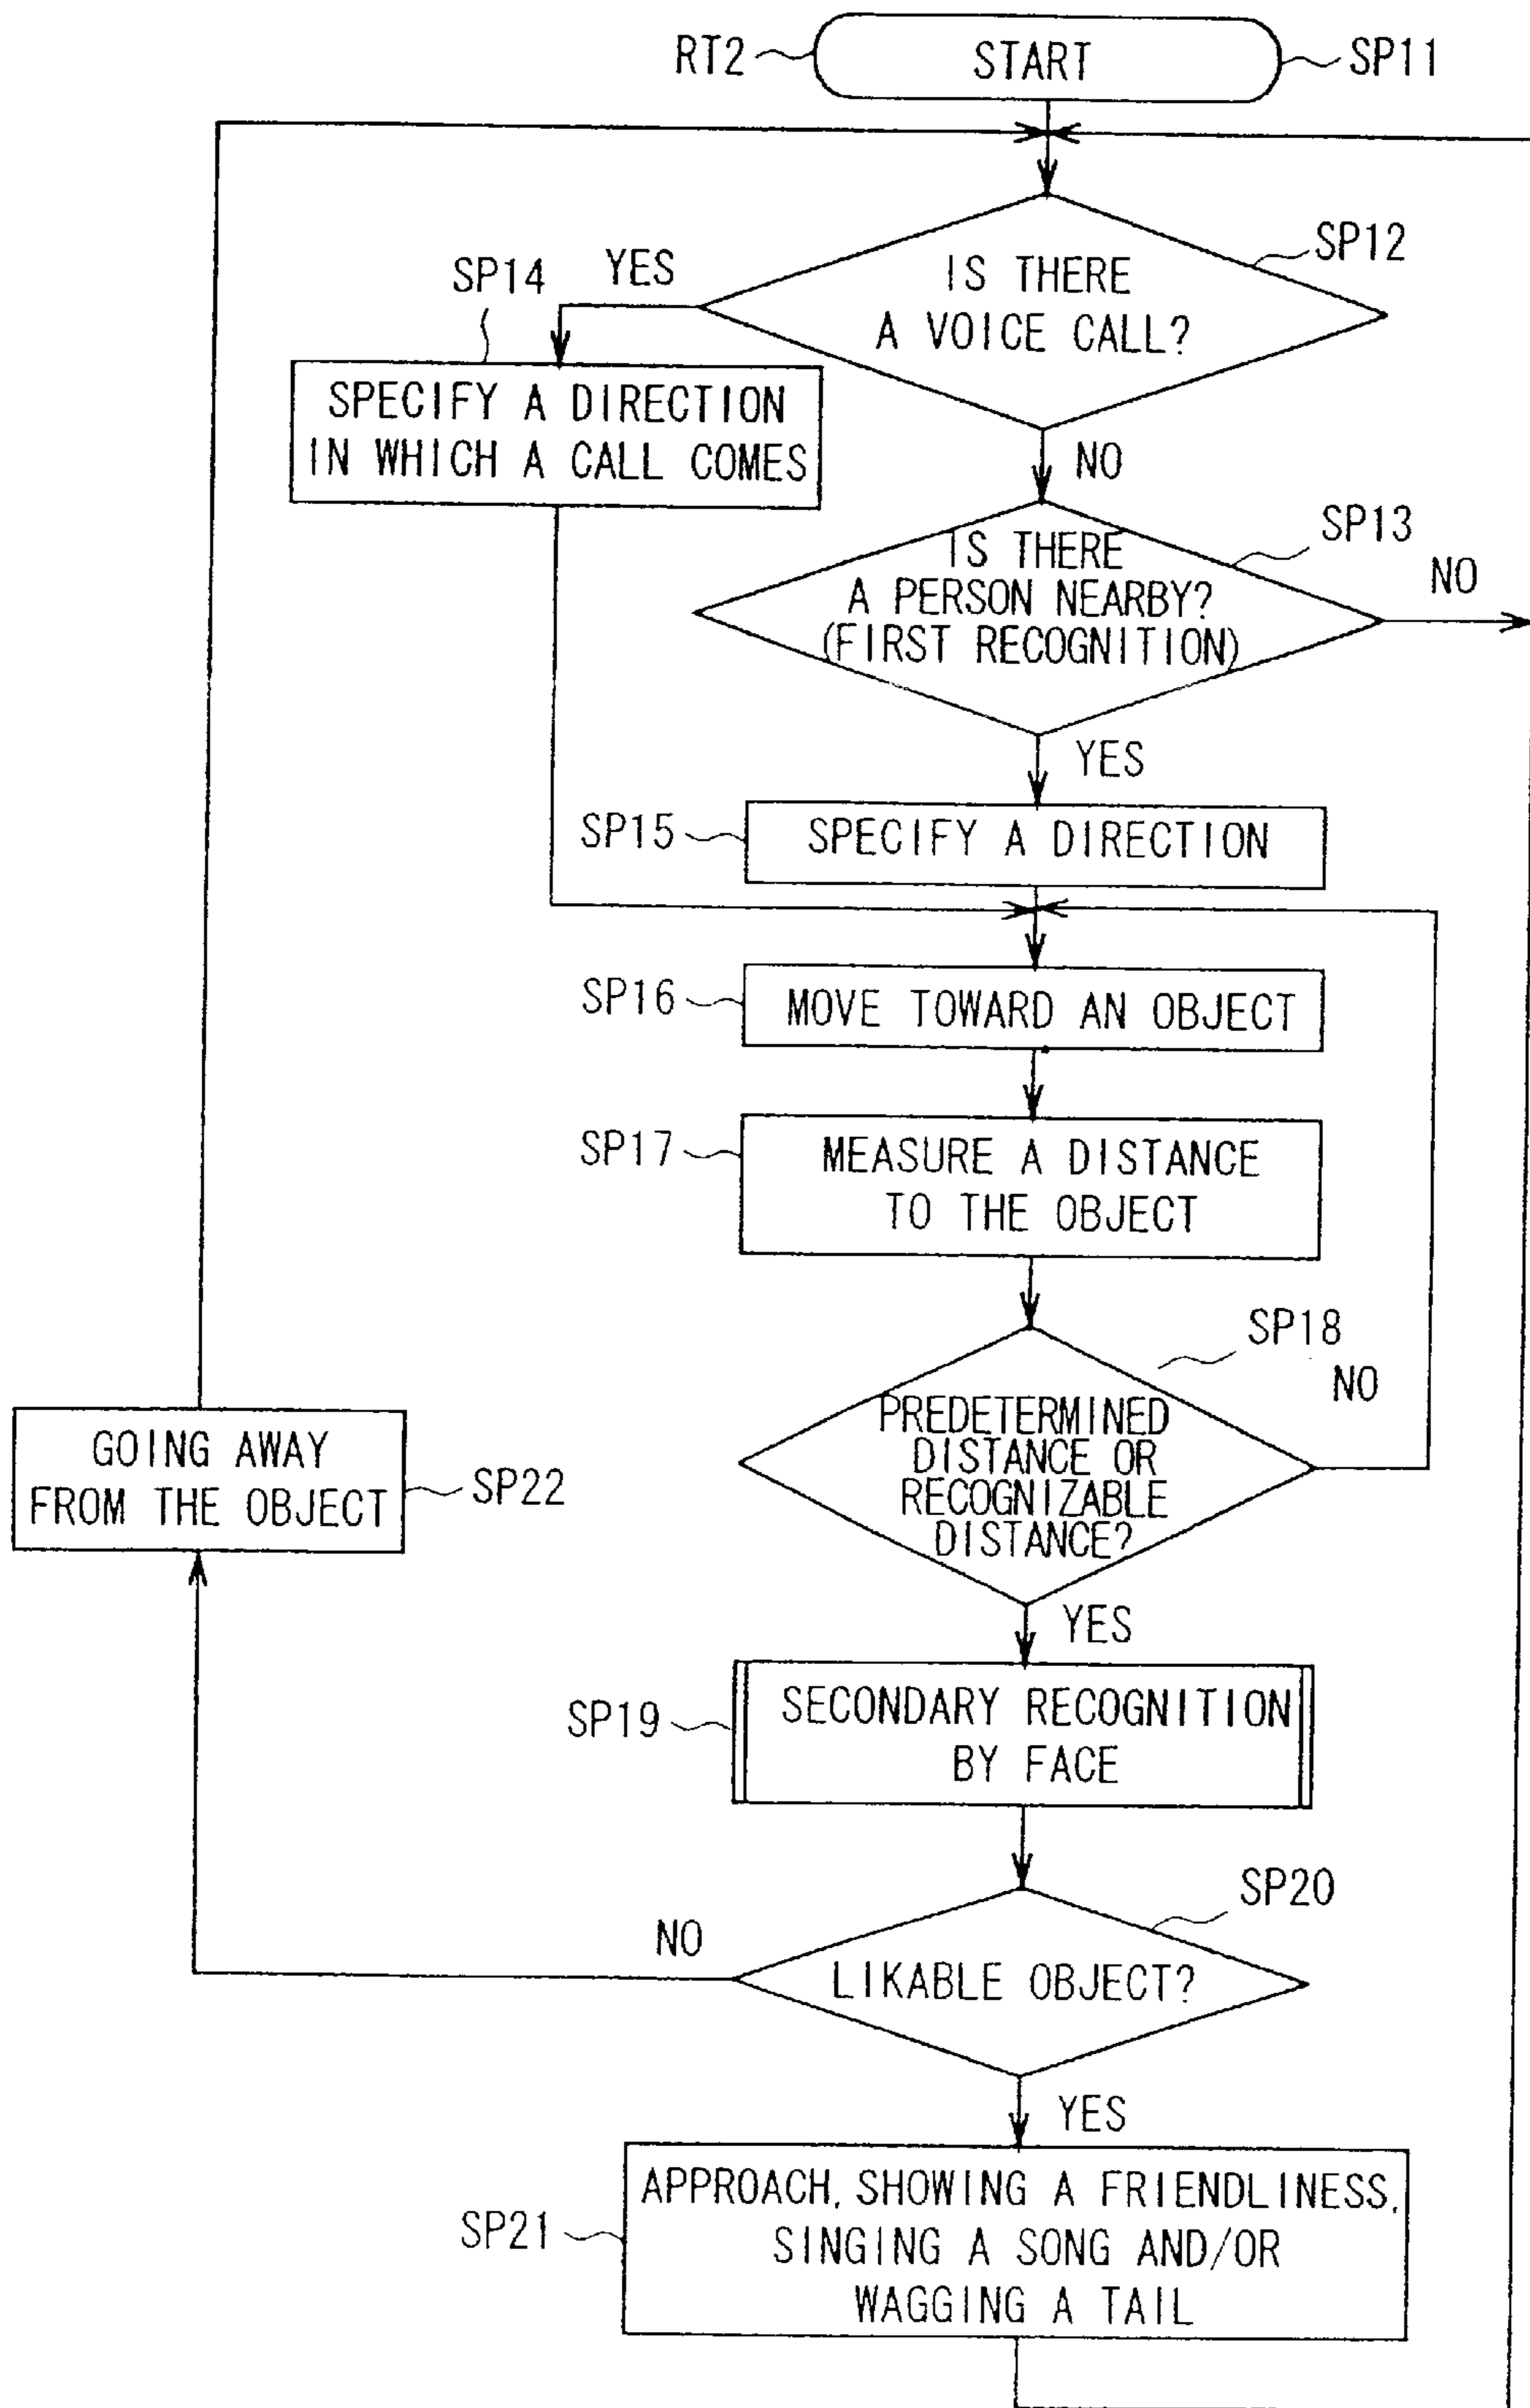 RT2
START
SP11
SP12
IS THERE
A VOICE CALL?
YES
SP14
SPECIFY A DIRECTION
IN WHICH A CALL COMES
NO
SP13
IS THERE
A PERSON NEARBY?
(FIRST RECOGNITION)
NO
YES
SP15
SPECIFY A DIRECTION
SP16
MOVE TOWARD AN OBJECT
SP17
MEASURE A DISTANCE
TO THE OBJECT
SP18
NO
PREDETERMINED
DISTANCE OR
RECOGNIZABLE
DISTANCE?
GOING AWAY
FROM THE OBJECT
SP22
YES
SP19
SECONDARY RECOGNITION
BY FACE
SP20
NO
LIKABLE OBJECT?
YES
SP21
APPROACH, SHOWING A FRIENDLINESS,
SINGING A SONG AND/OR
WAGGING A TAIL